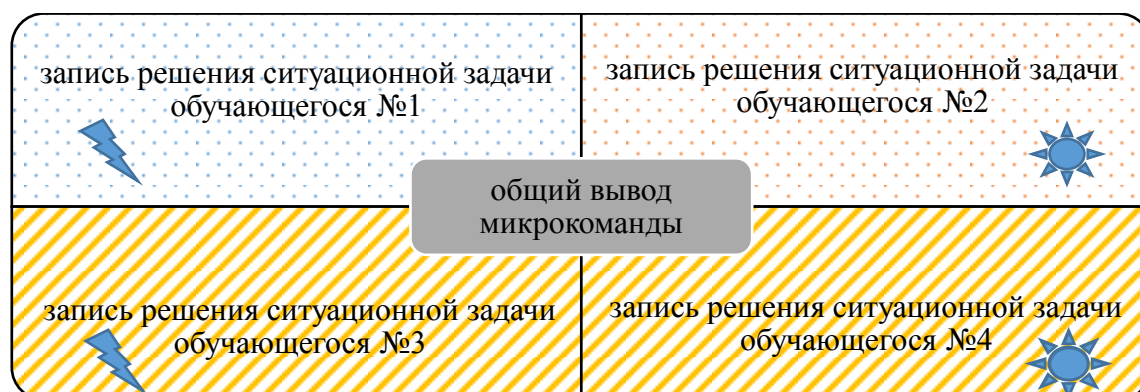 запись решения ситуационной задачи
обучающегося №1
запись решения ситуационной задачи
обучающегося №2
общий вывод
микрокоманды
запись решения ситуационной задачи
обучающегося №3
запись решения ситуационной задачи
обучающегося №4